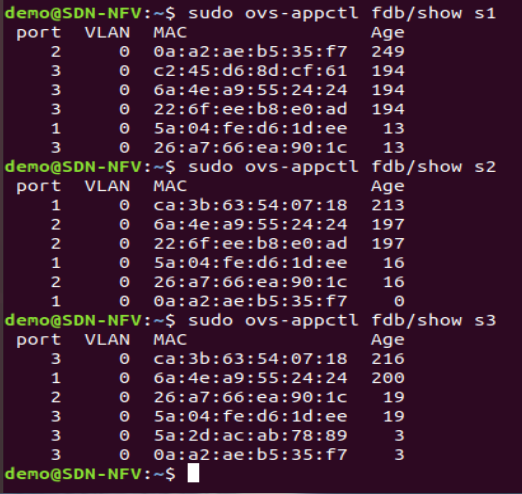 demo@SDN-NFV:~$ sudo ovs-appctl fdb/show s1
port VLAN MAC Age
2 0 0a:a2:ae:b5:35:f7 249
3 0 c2:45:d6:8d:cf:61 194
3 0 6a:4e:a9:55:24:24 194
3 0 22:6f:ee:b8:e0:ad 194
1 0 5a:04:fe:d6:1d:ee 13
3 0 26:a7:66:ea:90:1c 13
demo@SDN-NFV:~$ sudo ovs-appctl fdb/show s2
port VLAN MAC Age
1 0 ca:3b:63:54:07:18 213
2 0 6a:4e:a9:55:24:24 197
2 0 22:6f:ee:b8:e0:ad 197
1 0 5a:04:fe:d6:1d:ee 16
2 0 26:a7:66:ea:90:1c 16
1 0 0a:a2:ae:b5:35:f7 0
demo@SDN-NFV:~$ sudo ovs-appctl fdb/show s3
port VLAN MAC Age
3 0 ca:3b:63:54:07:18 216
1 0 6a:4e:a9:55:24:24 200
2 0 26:a7:66:ea:90:1c 19
3 0 5a:04:fe:d6:1d:ee 19
3 0 5a:2d:ac:ab:78:89 3
3 0 0a:a2:ae:b5:35:f7 3
demo@SDN-NFV:~$